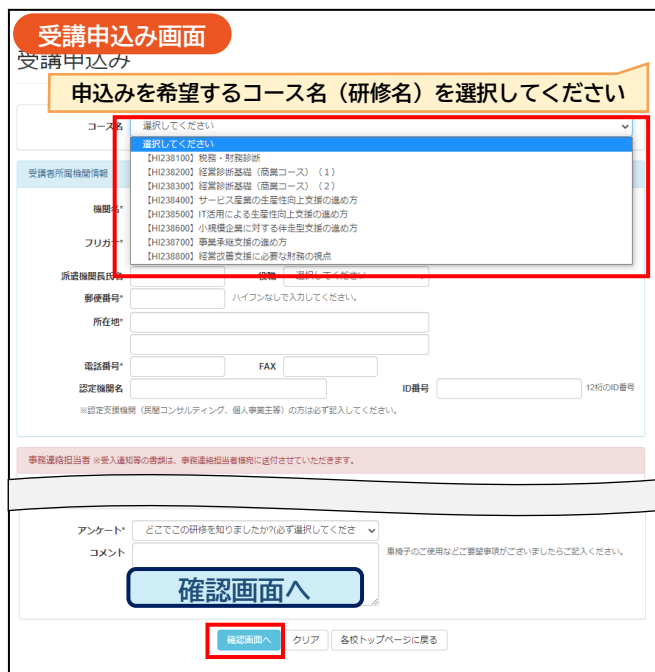 受講申込み画面
受講申込み
申込みを希望するコース名（研修名）を選択してください
コース名 選択してください
選択してください
【HI238100】税務・財務診断
【HI238200】経営診断基礎（商業コース）（1）
【HI238300】経営診断基礎（商業コース）（2）
【HI238400】サービス産業の生産性向上支援の進め方
【HI238500】IT活用による生産性向上支援の進め方
【HI238600】小規模企業に対する伴走型支援の進め方
【HI238700】事業承継支援の進め方
【HI238800】経営改善支援に必要な財務の視点
受講者所属機関情報
機関名*
フリガナ*
派遣機関長氏名 役職 選択してください
郵便番号* ハイフンなしで入力してください。
所在地*
電話番号* FAX
認定機関名 ID番号 12桁のID番号
※認定支援機関（民間コンサルティング、個人事業主等）の方は必ず記入してください。
事務連絡担当者 ※受入通知等の書類は、事務連絡担当者様宛に送付させていただきます。
アンケート* どこでこの研修を知りましたか?(必ず選択してくださ
コメント 車椅子のご使用などご要望事項がございましたらご記入ください。
確認画面へ
確認画面へ クリア 各校トップページに戻る